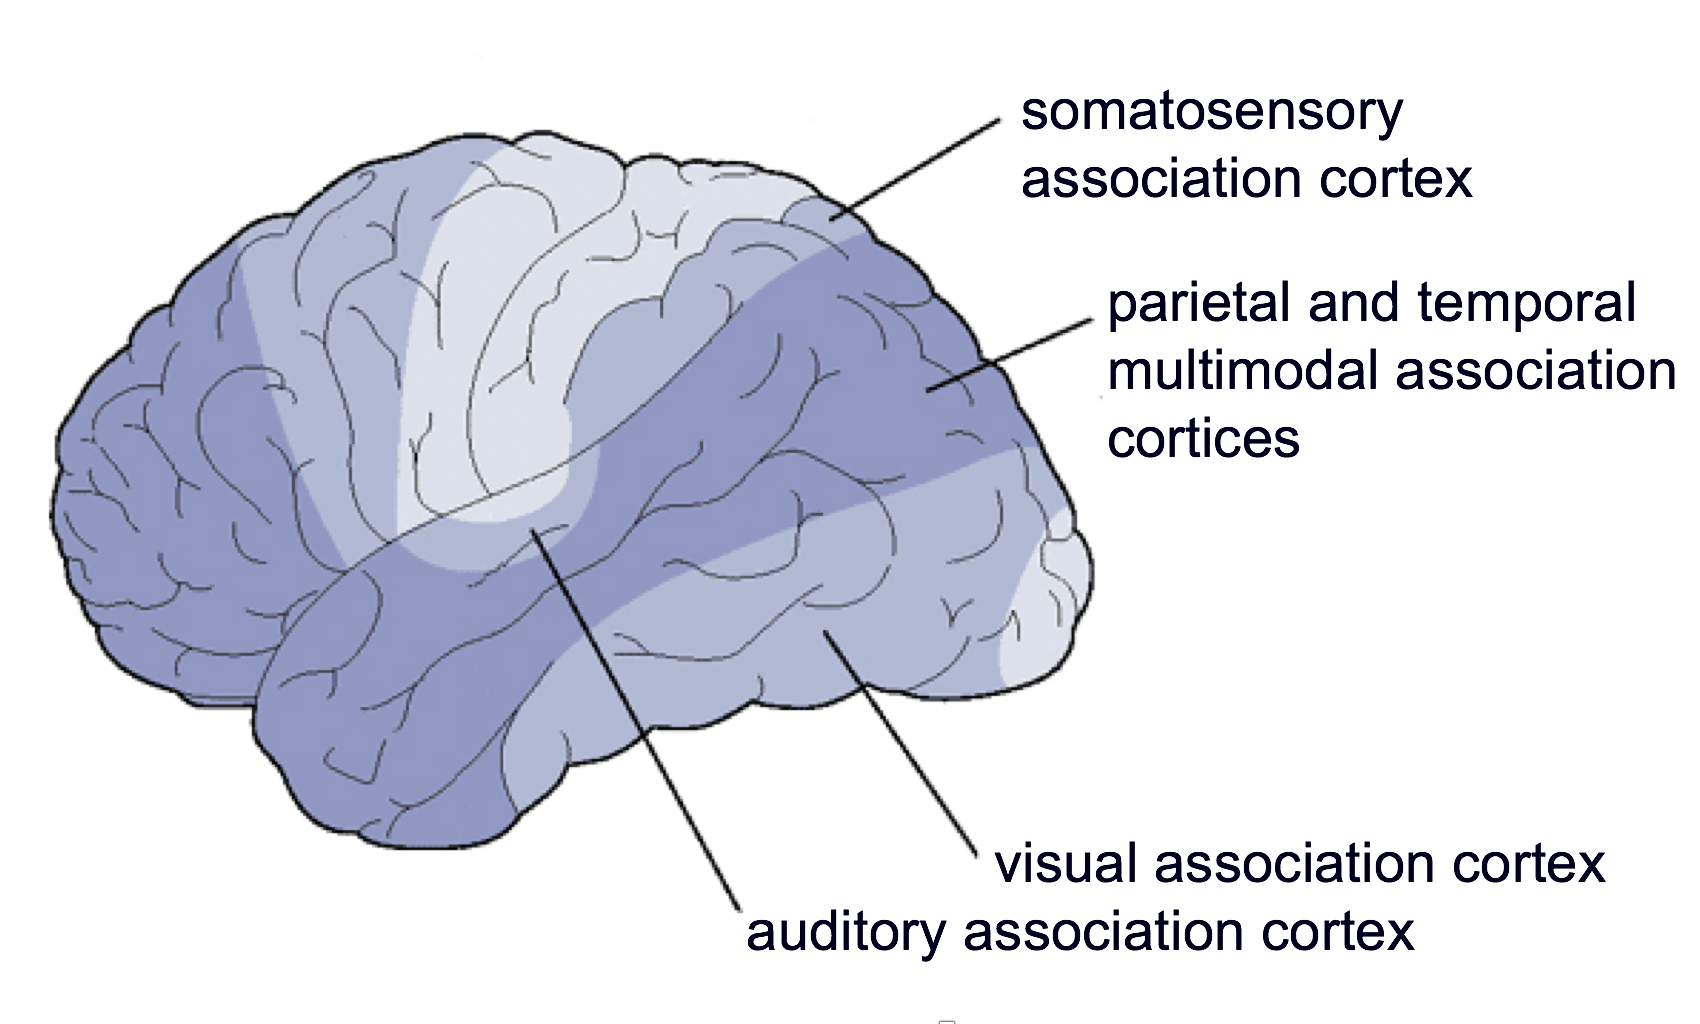 somatosensory
association cortex
parietal and temporal
multimodal association
cortices
visual association cortex
auditory association cortex